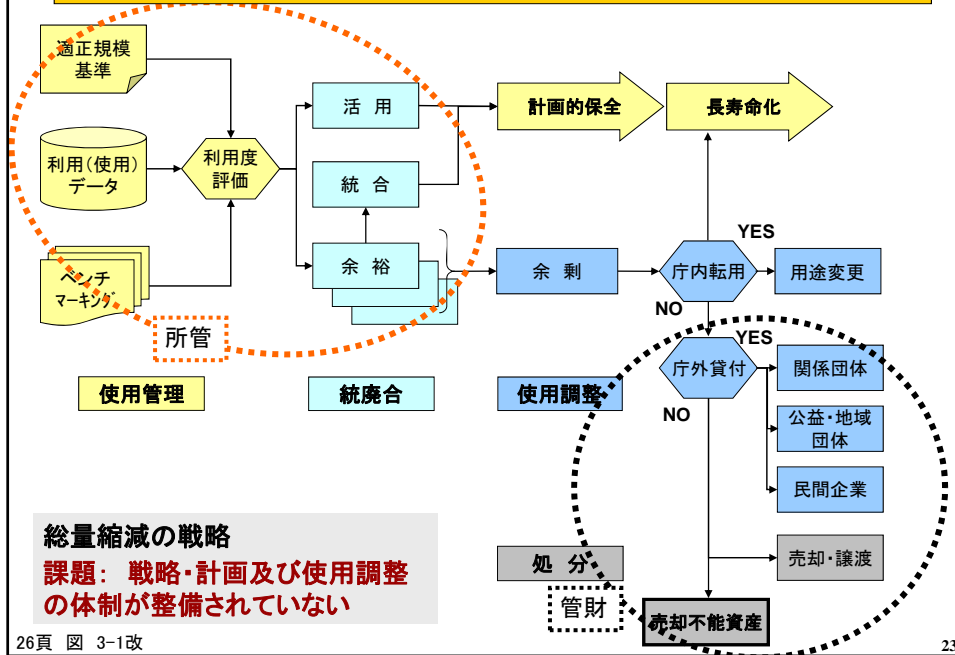 適正規模
基準
利用(使用)
データ
ベンチ
マーキング
利用度
評価
所管
活 用
統 合
余 裕
計画的保全
長寿命化
余 剰
庁内転用
YES
用途変更
NO
庁外貸付
YES
関係団体
NO
公益・地域
団体
民間企業
使用管理
統廃合
使用調整
総量縮減の戦略
課題: 戦略・計画及び使用調整
の体制が整備されていない
処 分
管財
売却・譲渡
売却不能資産
26頁 図 3-1改
23